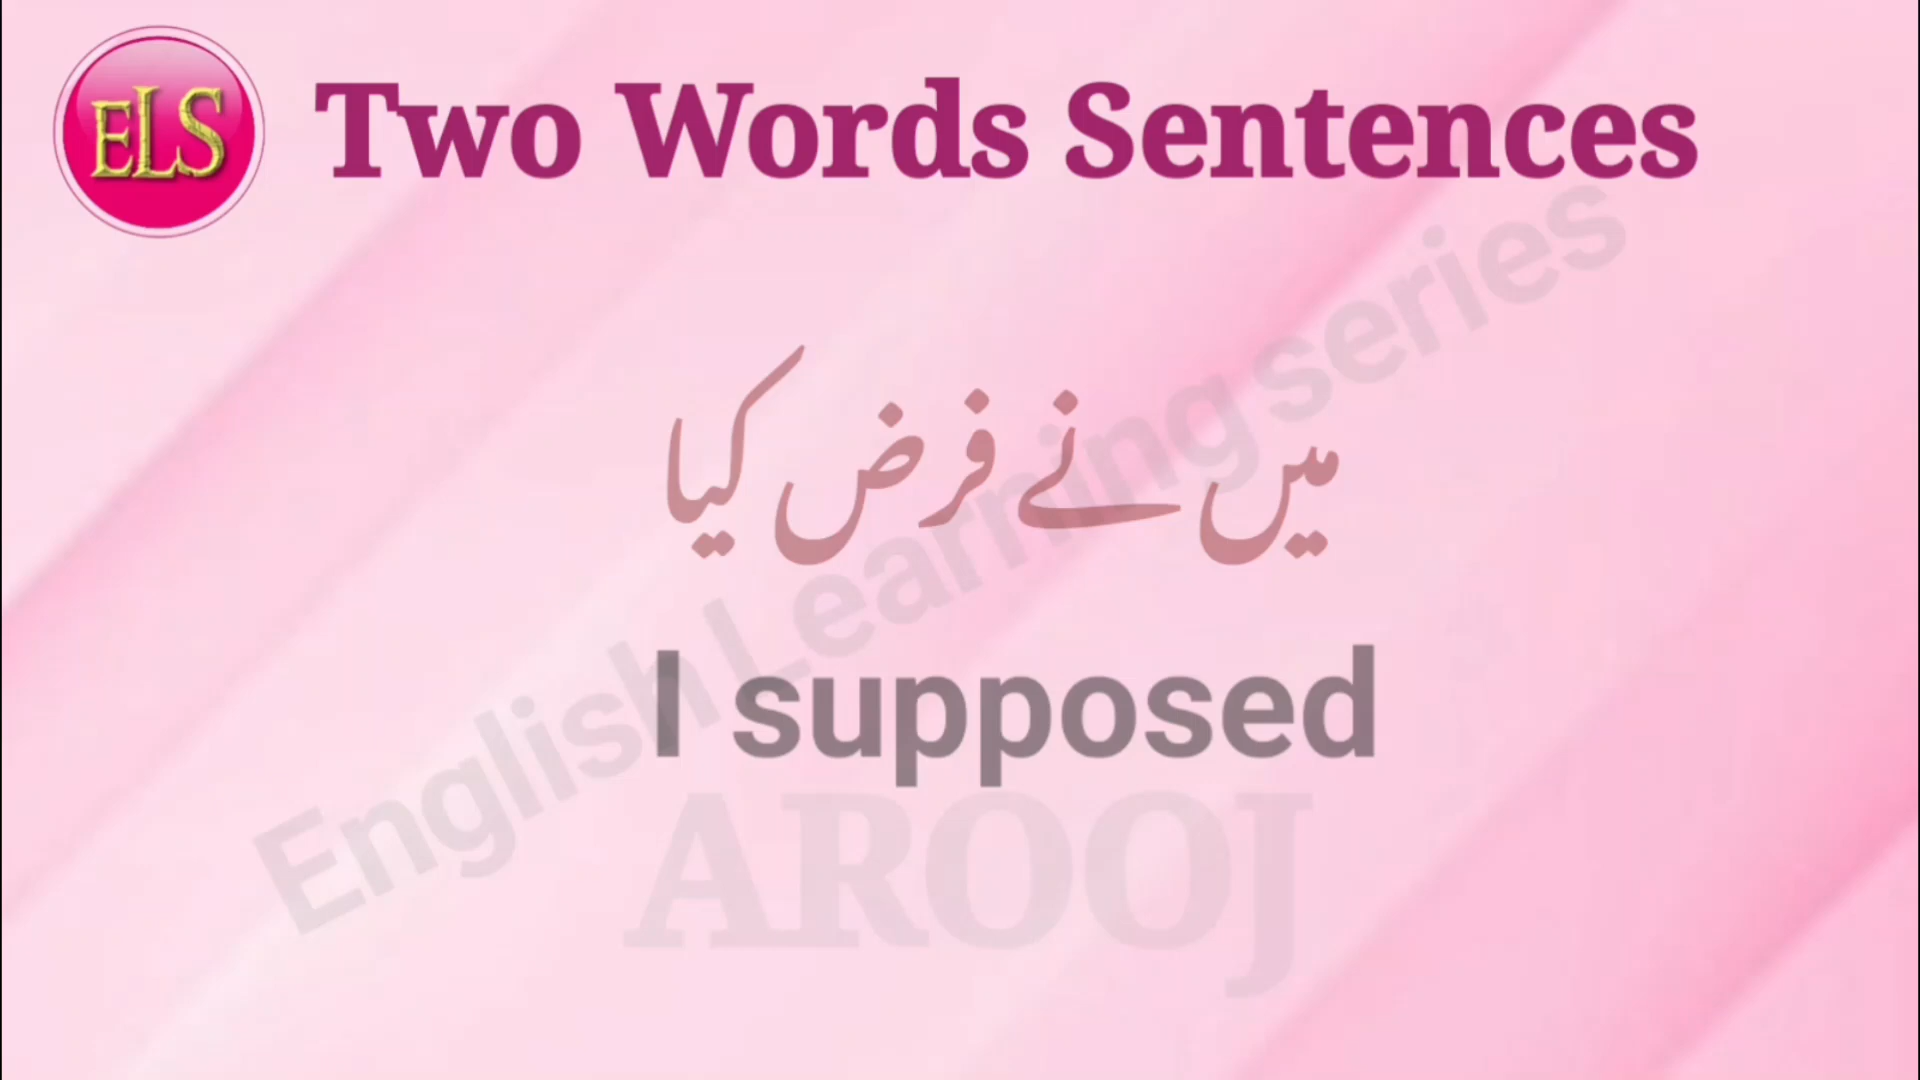 ELS
Two Words Sentences
میں نے فرض کیا
I supposed
English Learning series
AROOJ